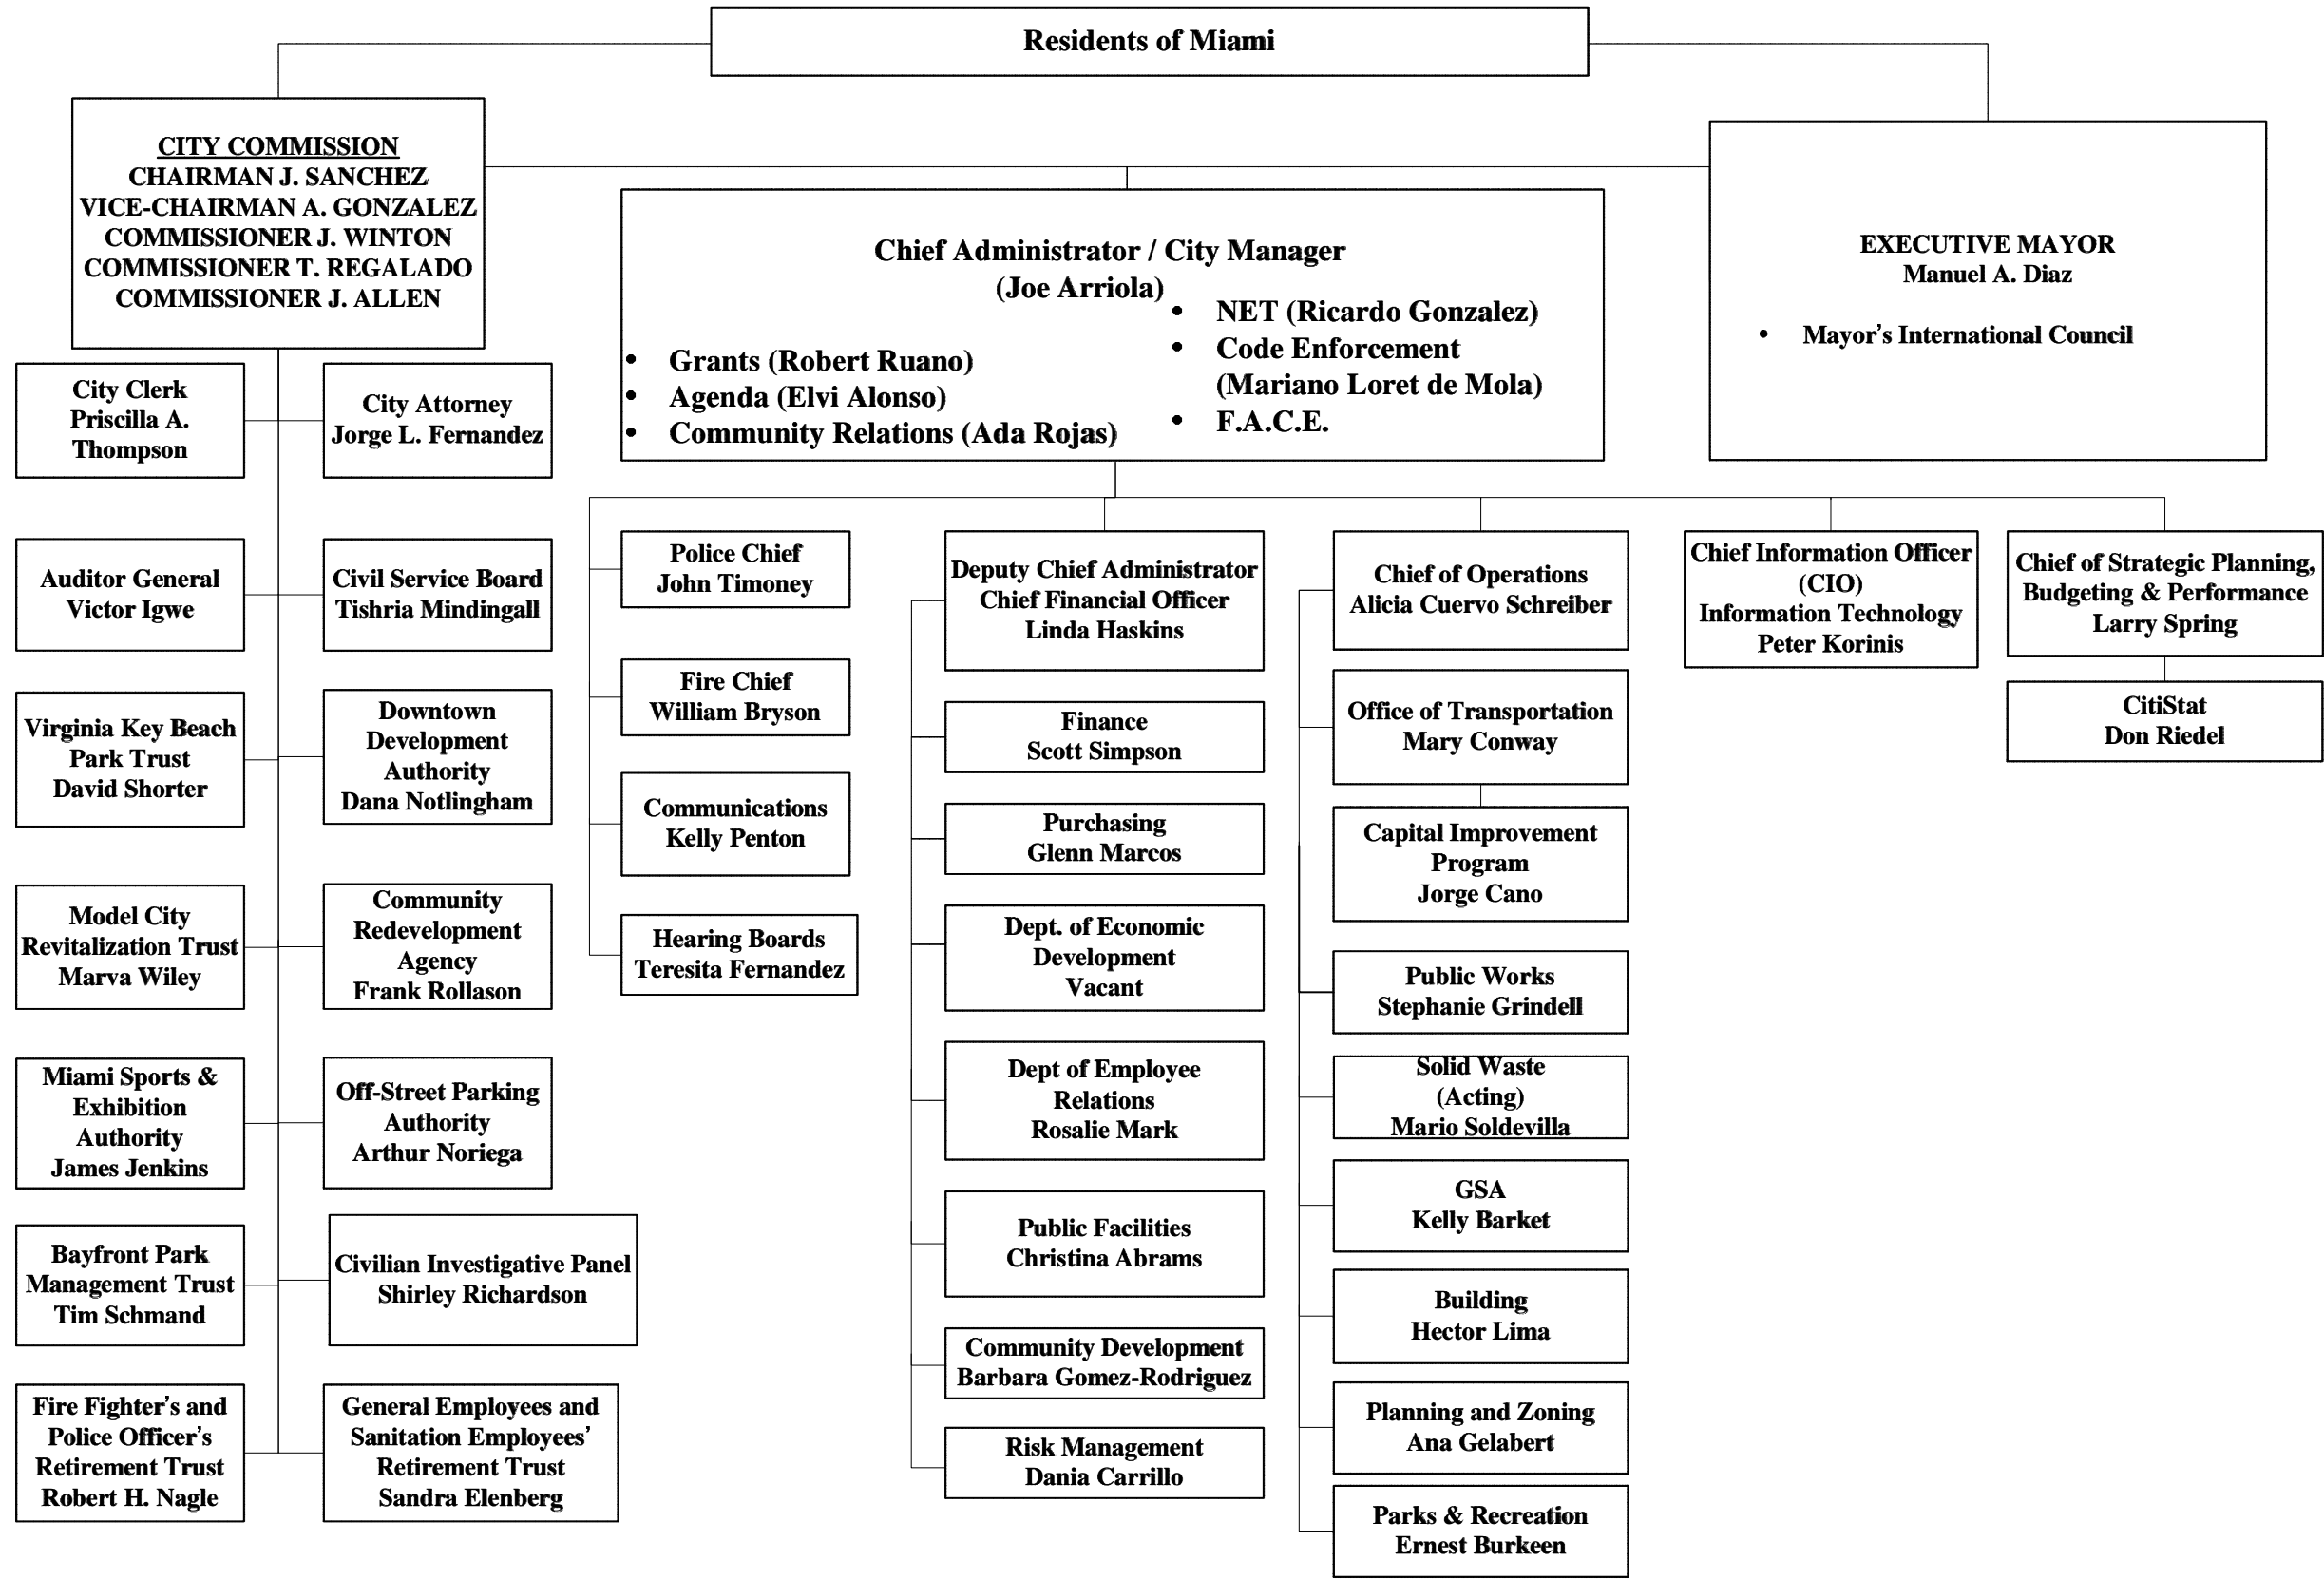 Residents of Miami
CITY COMMISSION
CHAIRMAN J. SANCHEZ
VICE-CHAIRMAN A. GONZALEZ
COMMISSIONER J. WINTON
COMMISSIONER T. REGALADO
COMMISSIONER J. ALLEN
Chief Administrator / City Manager
(Joe Arriola)
• Grants (Robert Ruano)
• Agenda (Elvi Alonso)
• Community Relations (Ada Rojas)
• NET (Ricardo Gonzalez)
• Code Enforcement
(Mariano Loret de Mola)
• F.A.C.E.
EXECUTIVE MAYOR
Manuel A. Diaz
• Mayor's International Council
City Clerk
Priscilla A.
Thompson
City Attorney
Jorge L. Fernandez
Auditor General
Victor Igwe
Civil Service Board
Tishria Mindingall
Virginia Key Beach
Park Trust
David Shorter
Downtown
Development
Authority
Dana Notlingham
Model City
Revitalization Trust
Marva Wiley
Community
Redevelopment
Agency
Frank Rollason
Miami Sports &
Exhibition
Authority
James Jenkins
Off-Street Parking
Authority
Arthur Noriega
Bayfront Park
Management Trust
Tim Schmand
Civilian Investigative Panel
Shirley Richardson
Fire Fighter's and
Police Officer's
Retirement Trust
Robert H. Nagle
General Employees and
Sanitation Employees'
Retirement Trust
Sandra Elenberg
Police Chief
John Timoney
Fire Chief
William Bryson
Communications
Kelly Penton
Hearing Boards
Teresita Fernandez
Deputy Chief Administrator
Chief Financial Officer
Linda Haskins
Finance
Scott Simpson
Purchasing
Glenn Marcos
Dept. of Economic
Development
Vacant
Dept of Employee
Relations
Rosalie Mark
Public Facilities
Christina Abrams
Community Development
Barbara Gomez-Rodriguez
Risk Management
Dania Carrillo
Chief of Operations
Alicia Cuervo Schreiber
Office of Transportation
Mary Conway
Capital Improvement
Program
Jorge Cano
Public Works
Stephanie Grindell
Solid Waste
(Acting)
Mario Soldevilla
GSA
Kelly Barket
Building
Hector Lima
Planning and Zoning
Ana Gelabert
Parks & Recreation
Ernest Burkeen
Chief Information Officer
(CIO)
Information Technology
Peter Korinis
Chief of Strategic Planning,
Budgeting & Performance
Larry Spring
CitiStat
Don Riedel